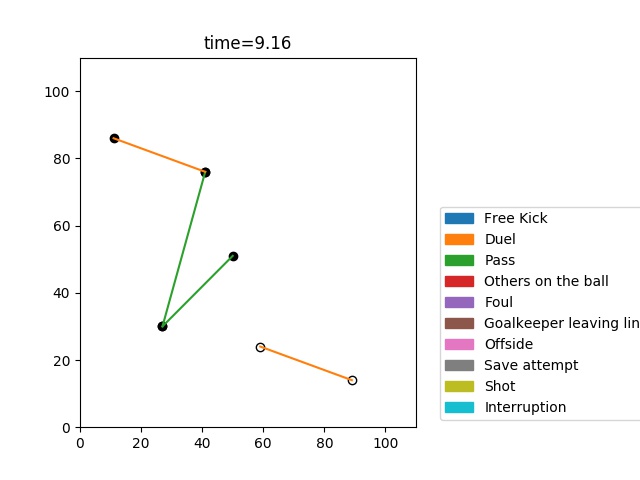 time=9.16
100
80
60
40
20
0
0 20 40 60 80 100
Free Kick
Duel
Pass
Others on the ball
Foul
Goalkeeper leaving lin
Offside
Save attempt
Shot
Interruption